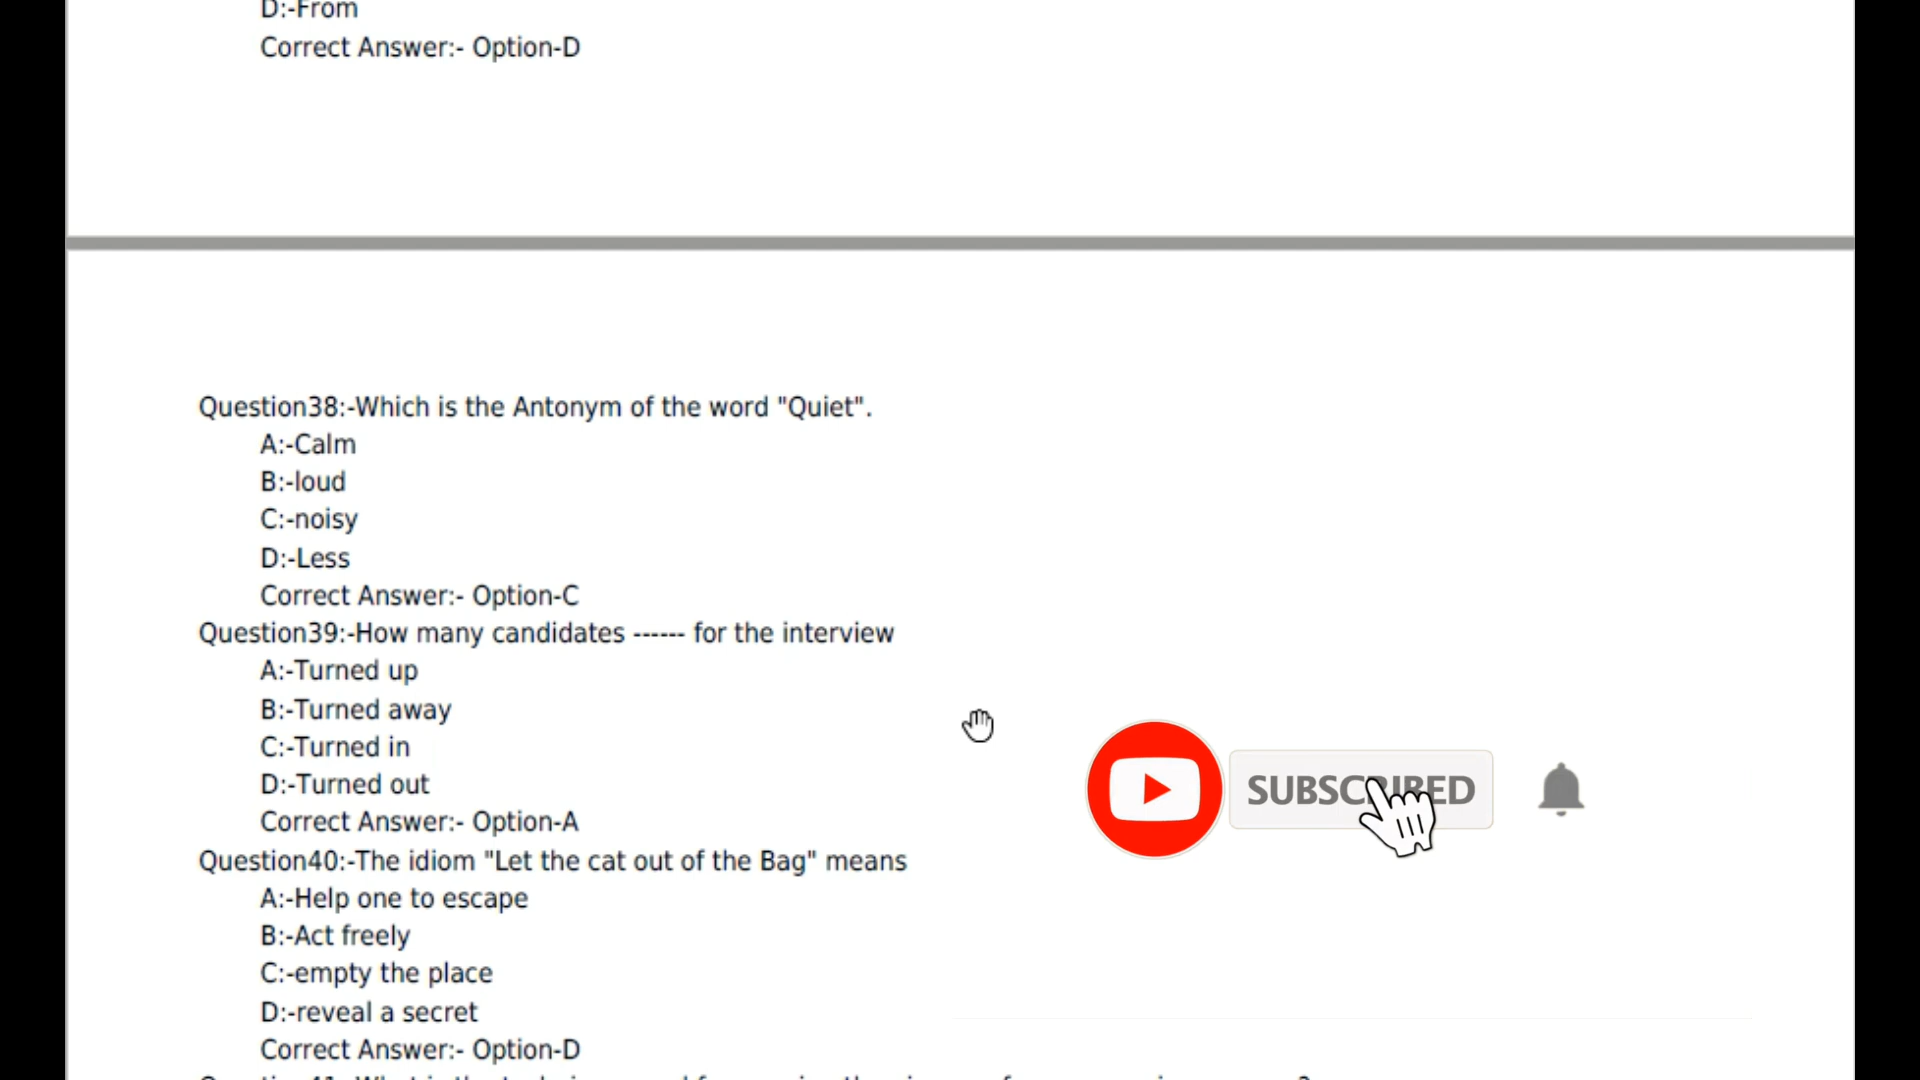 D:-From
Correct Answer:- Option-D
Question38:-Which is the Antonym of the word "Quiet".
A:-Calm
B:-loud
C:-noisy
D:-Less
Correct Answer:- Option-C
Question39:-How many candidates ------ for the interview
A:-Turned up
B:-Turned away
C:-Turned in
D:-Turned out
Correct Answer:- Option-A
SUBSCRIBED
Question40:-The idiom "Let the cat out of the Bag" means
A:-Help one to escape
B:-Act freely
C:-empty the place
D:-reveal a secret
Correct Answer:- Option-D